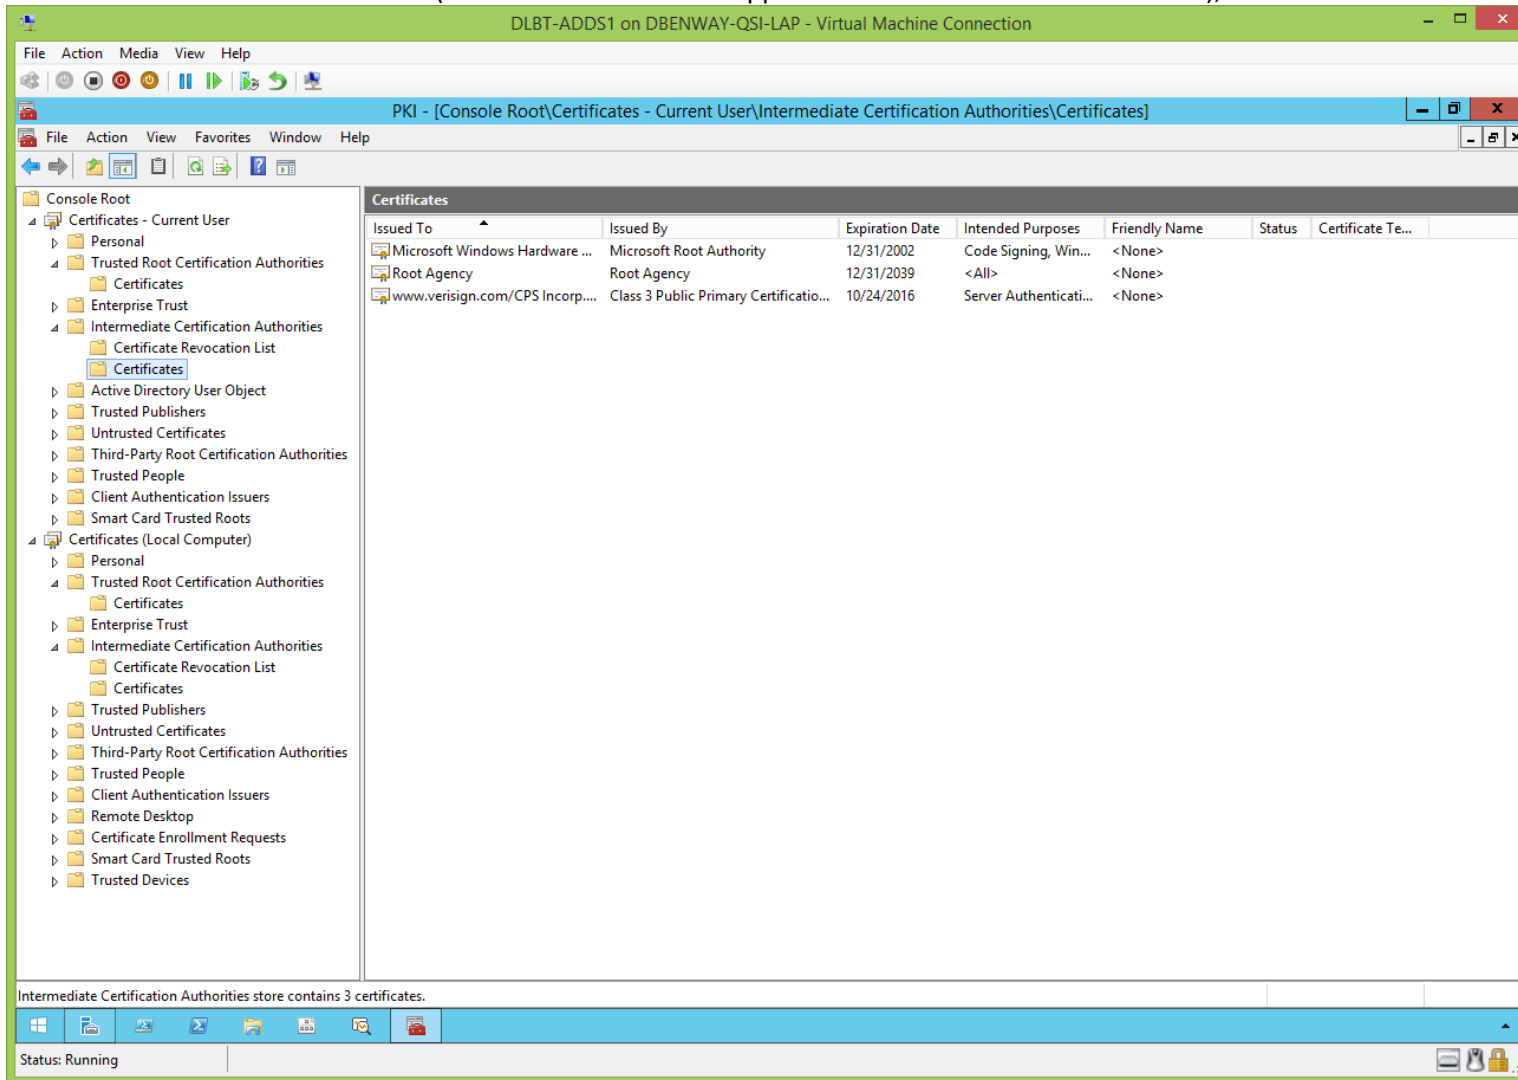 DLBT-ADDS1 on DBENWAY-QSI-LAP - Virtual Machine Connection
File Action Media View Help
PKI - [Console Root\Certificates - Current User\Intermediate Certification Authorities\Certificates]
File Action View Favorites Window Help
Console Root
Certificates - Current User
Personal
Trusted Root Certification Authorities
Certificates
Enterprise Trust
Intermediate Certification Authorities
Certificate Revocation List
Certificates
Active Directory User Object
Trusted Publishers
Untrusted Certificates
Third-Party Root Certification Authorities
Trusted People
Client Authentication Issuers
Smart Card Trusted Roots
Certificates (Local Computer)
Personal
Trusted Root Certification Authorities
Certificates
Enterprise Trust
Intermediate Certification Authorities
Certificate Revocation List
Certificates
Trusted Publishers
Untrusted Certificates
Third-Party Root Certification Authorities
Trusted People
Client Authentication Issuers
Remote Desktop
Certificate Enrollment Requests
Smart Card Trusted Roots
Trusted Devices
Certificates
Issued To Issued By Expiration Date Intended Purposes Friendly Name Status Certificate Te...
Microsoft Windows Hardware ... Microsoft Root Authority 12/31/2002 Code Signing, Win... <None>
Root Agency Root Agency 12/31/2039 <All> <None>
www.verisign.com/CPS Incorp.... Class 3 Public Primary Certificatio... 10/24/2016 Server Authenticati... <None>
Intermediate Certification Authorities store contains 3 certificates.
Status: Running